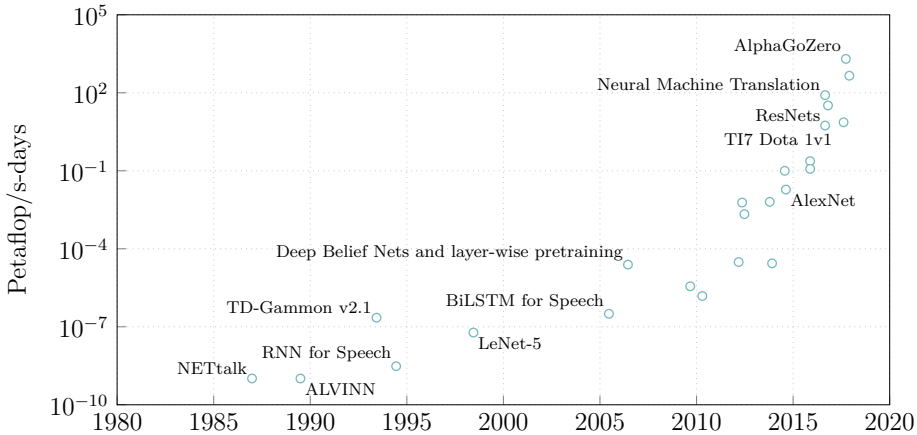 10^5
AlphaGoZero
Neural Machine Translation
10^2
ResNets
TI7 Dota 1v1
10^−1
AlexNet
Petaflop/s-days
10^−4
Deep Belief Nets and layer-wise pretraining
BiLSTM for Speech
TD-Gammon v2.1
10^−7
LeNet-5
RNN for Speech
NETtalk
ALVINN
10^−10
1980 1985 1990 1995 2000 2005 2010 2015 2020